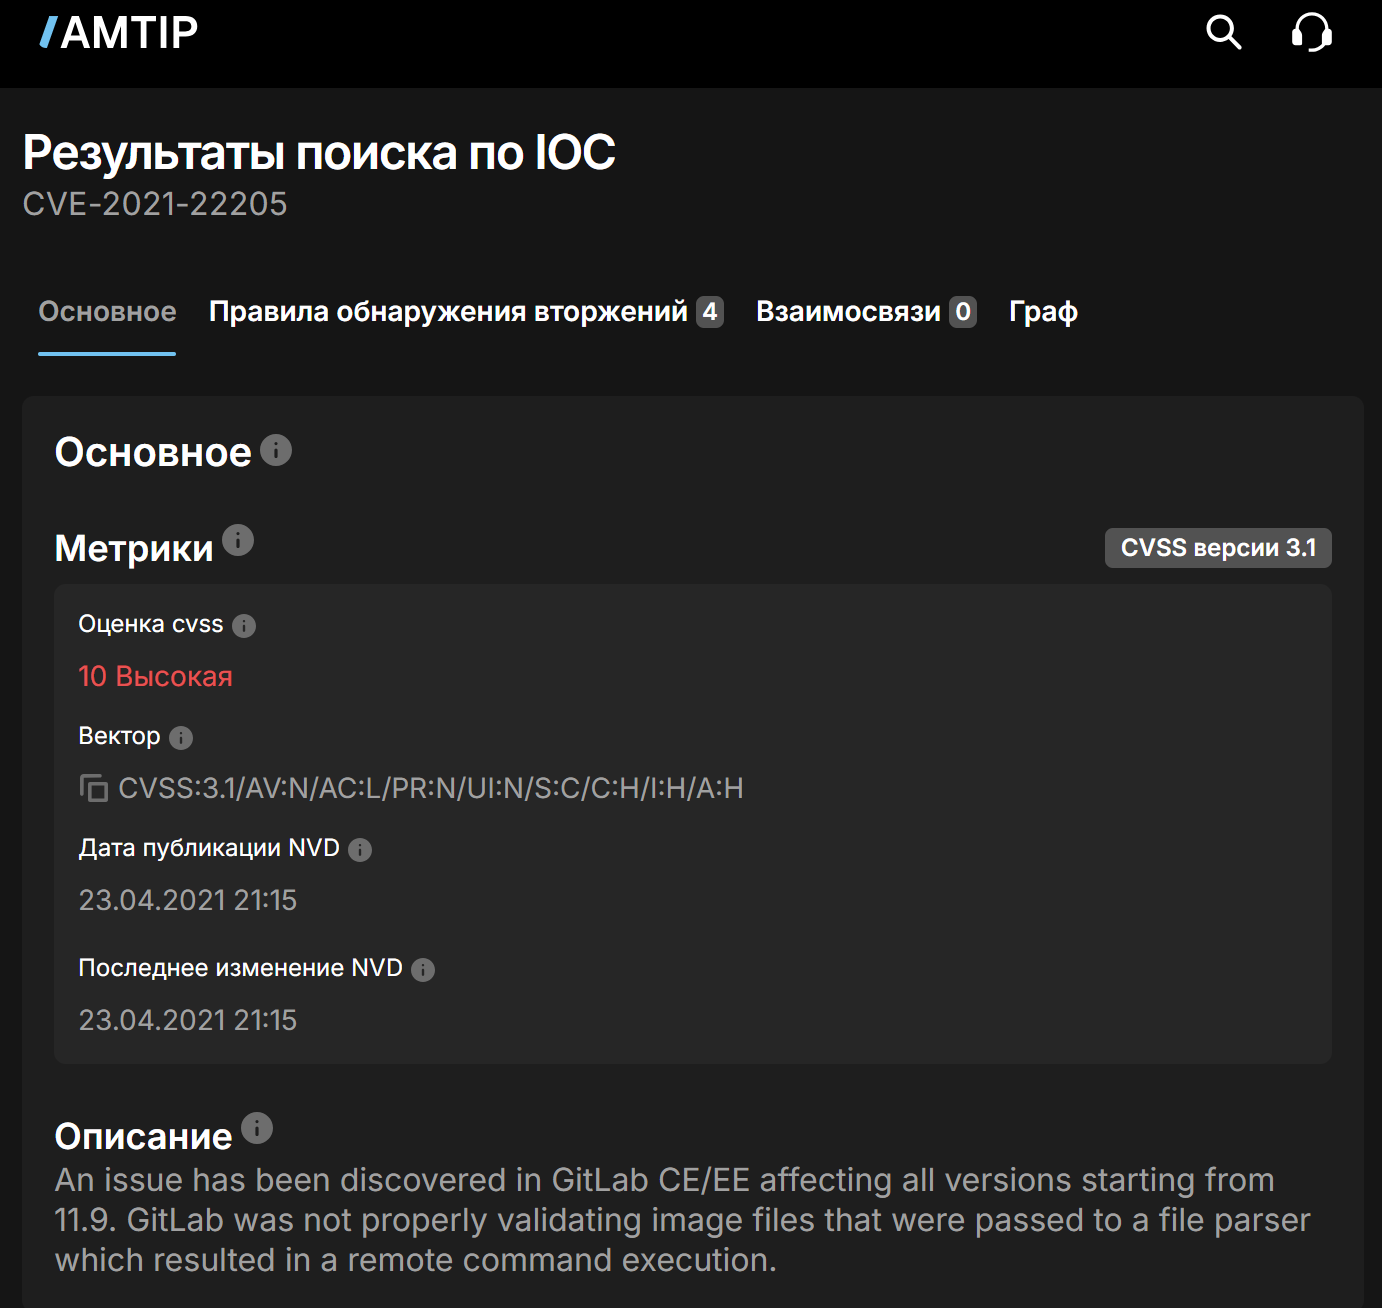 AMTIP
Результаты поиска по IOC
CVE-2021-22205
Основное Правила обнаружения вторжений 4 Взаимосвязи 0 Граф
Основное
Метрики
CVSS версии 3.1
Оценка cvss
10 Высокая
Вектор
CVSS:3.1/AV:N/AC:L/PR:N/UI:N/S:C/C:H/I:H/A:H
Дата публикации NVD
23.04.2021 21:15
Последнее изменение NVD
23.04.2021 21:15
Описание
An issue has been discovered in GitLab CE/EE affecting all versions starting from
11.9. GitLab was not properly validating image files that were passed to a file parser
which resulted in a remote command execution.